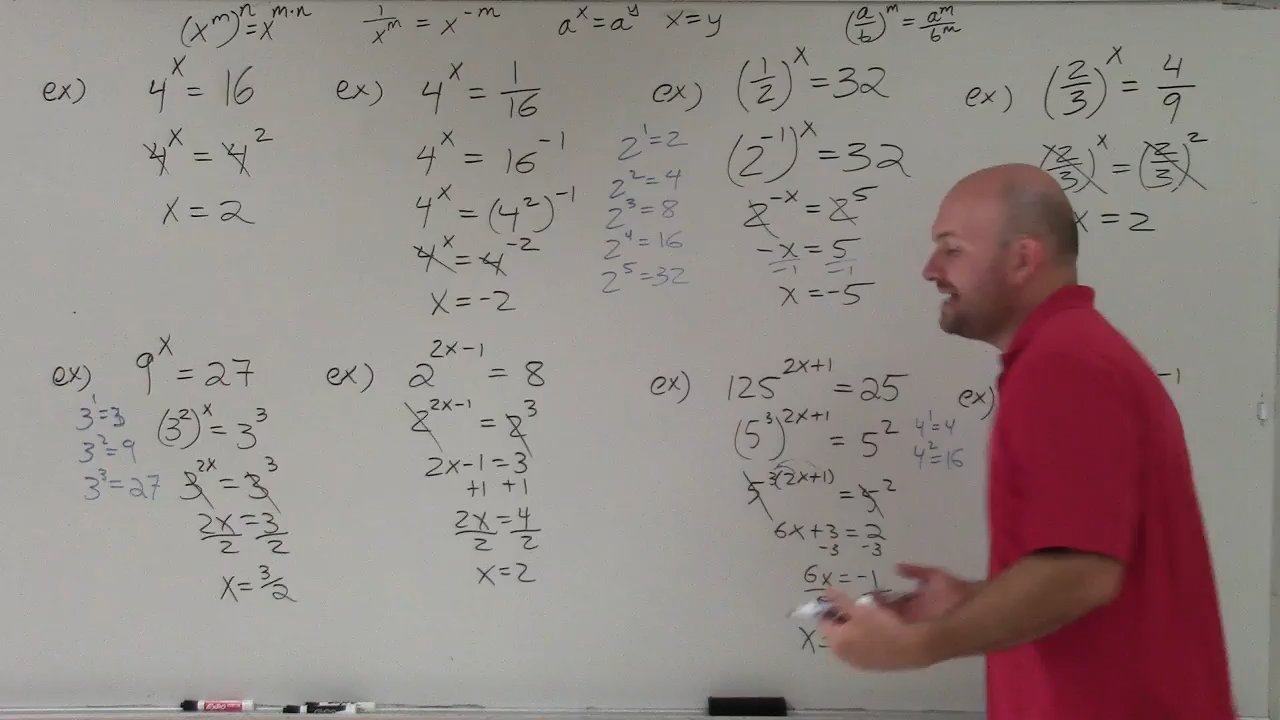 (x^m)^n = x^{m·n}   1/x^m = x^{-m}   a^x = a^y   x = y   (a/b)^m = a^m/b^m
ex) 4^x = 16
4^x = 4^2
x = 2
ex) 4^x = 1/16
4^x = 16^{-1}
4^x = (4^2)^{-1}
4^x = 4^{-2}
x = -2
ex) (1/2)^x = 32
2^1 = 2
2^2 = 4
2^3 = 8
2^4 = 16
2^5 = 32
(2^{-1})^x = 32
2^{-x} = 2^5
-x = 5
-1 -1
x = -5
ex) (2/3)^x = 4/9
(2/3)^x = (2/3)^2
x = 2
ex) 9^x = 27
3^1 = 3
3^2 = 9
3^3 = 27
(3^2)^x = 3^3
3^{2x} = 3^3
2x/2 = 3/2
x = 3/2
ex) 2^{2x-1} = 8
2^{2x-1} = 2^3
2x-1 = 3
+1 +1
2x/2 = 4/2
x = 2
ex) 125^{2x+1} = 25
(5^3)^{2x+1} = 5^2
5^{3(2x+1)} = 5^2
6x+3 = 2
-3 -3
6x = -1
x =
4^1 = 4
4^2 = 16
ex)
-1